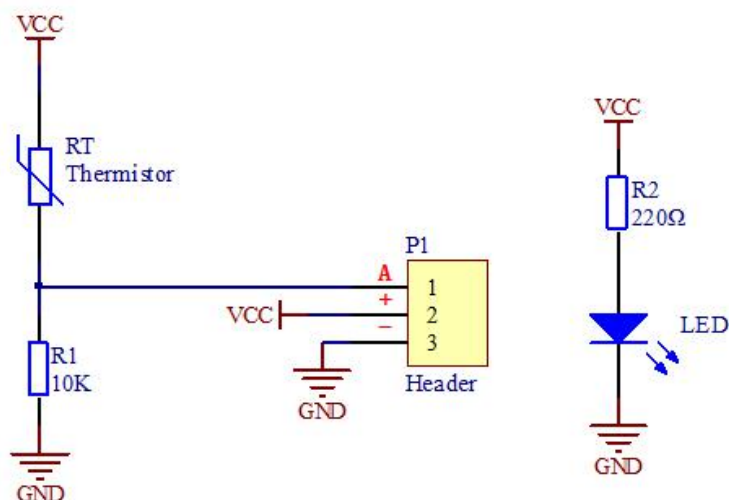 VCC
RT
Thermistor
R1
10K
GND
P1
A
1
+
VCC
2
−
3
Header
GND
VCC
R2
220Ω
LED
GND